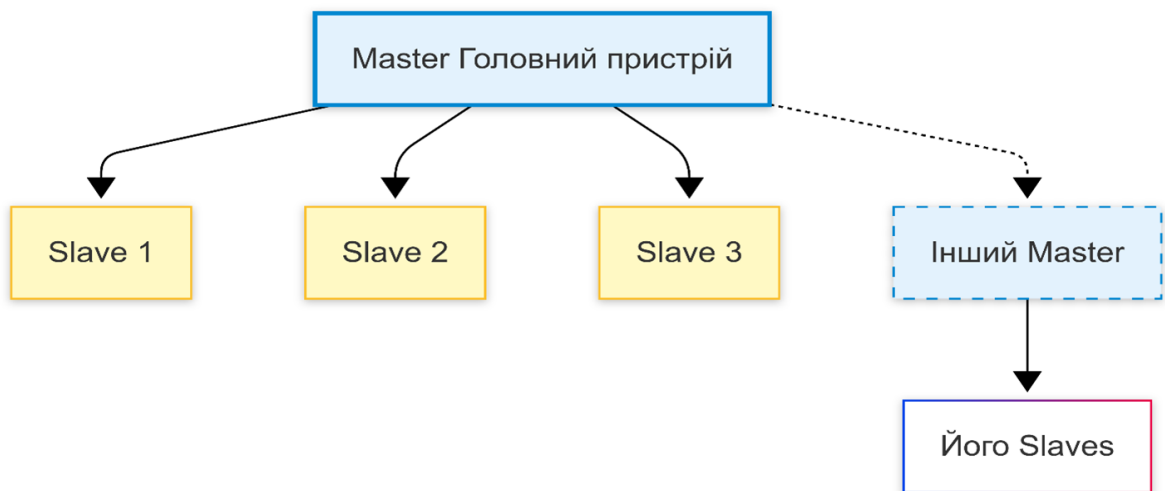 Master Головний пристрій
Slave 1
Slave 2
Slave 3
Інший Master
Його Slaves